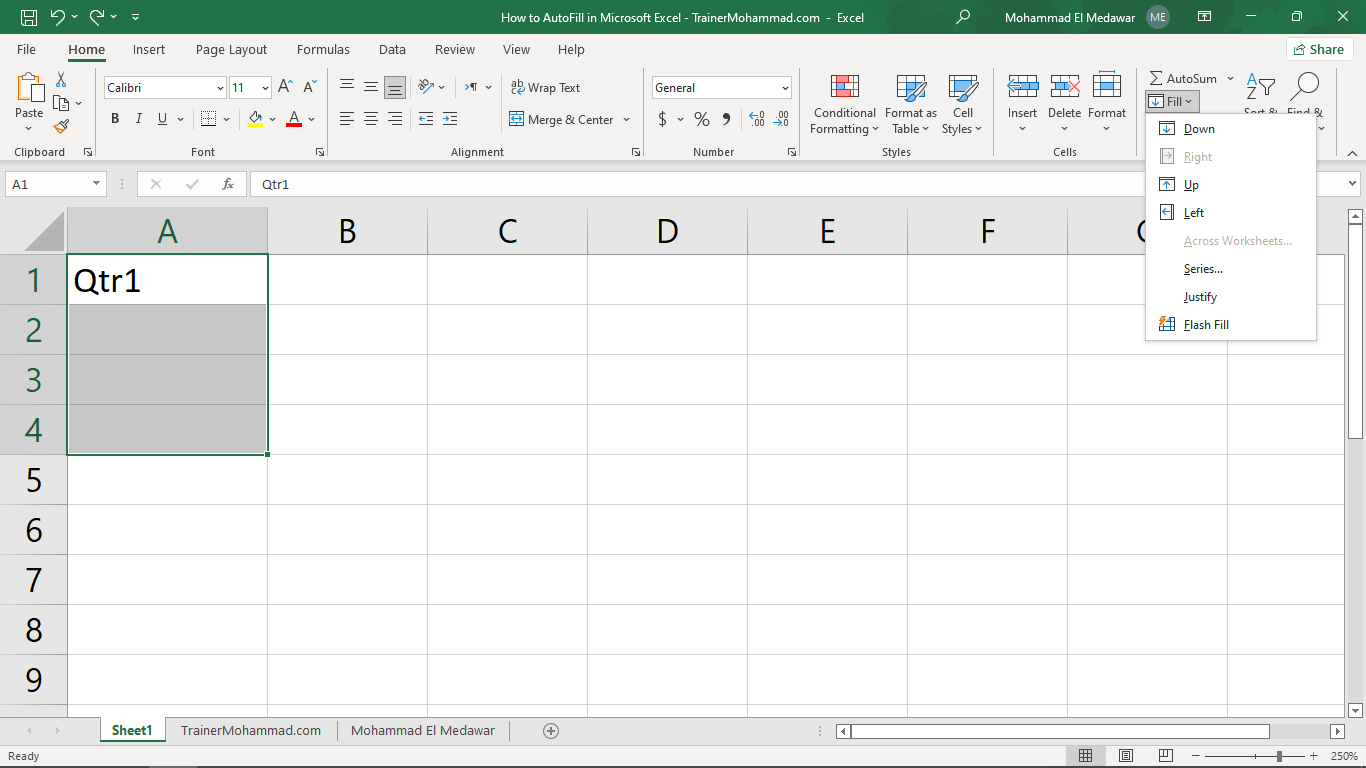 How to AutoFill in Microsoft Excel - TrainerMohammad.com - Excel
Mohammad El Medawar ME
File Home Insert Page Layout Formulas Data Review View Help
Share
Paste
Clipboard
Calibri 11
B I U
Font
Wrap Text
Merge & Center
Alignment
General
$ % 9
Number
Conditional Formatting
Format as Table
Cell Styles
Styles
Insert Delete Format
Cells
AutoSum
Fill
Sort & Find &
Down
Right
Up
Left
Across Worksheets...
Series...
Justify
Flash Fill
A1 fx Qtr1
A B C D E F
1 Qtr1
2
3
4
5
6
7
8
9
Sheet1 TrainerMohammad.com Mohammad El Medawar
Ready
250%